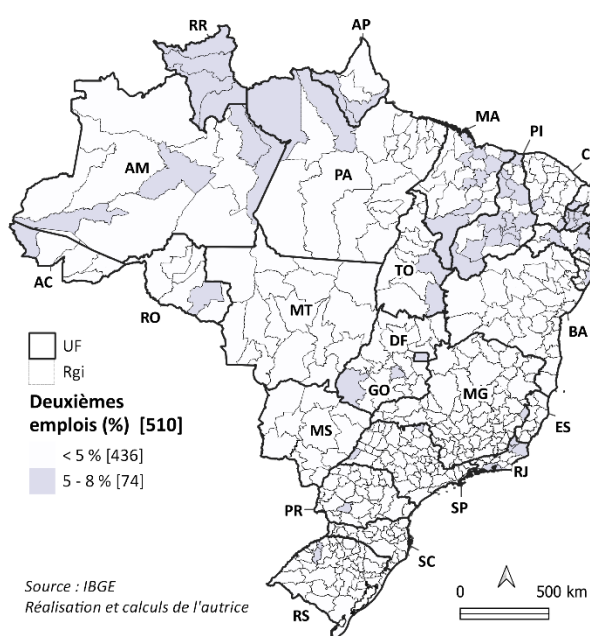 RR
AP
MA
PI
C
AM
PA
AC
RO
TO
MT
BA
DF
GO
MG
MS
ES
RJ
SP
PR
SC
RS
UF
Rgi
Deuxièmes
emplois (%) [510]
< 5 % [436]
5 - 8 % [74]
Source : IBGE
Réalisation et calculs de l'autrice
0 500 km